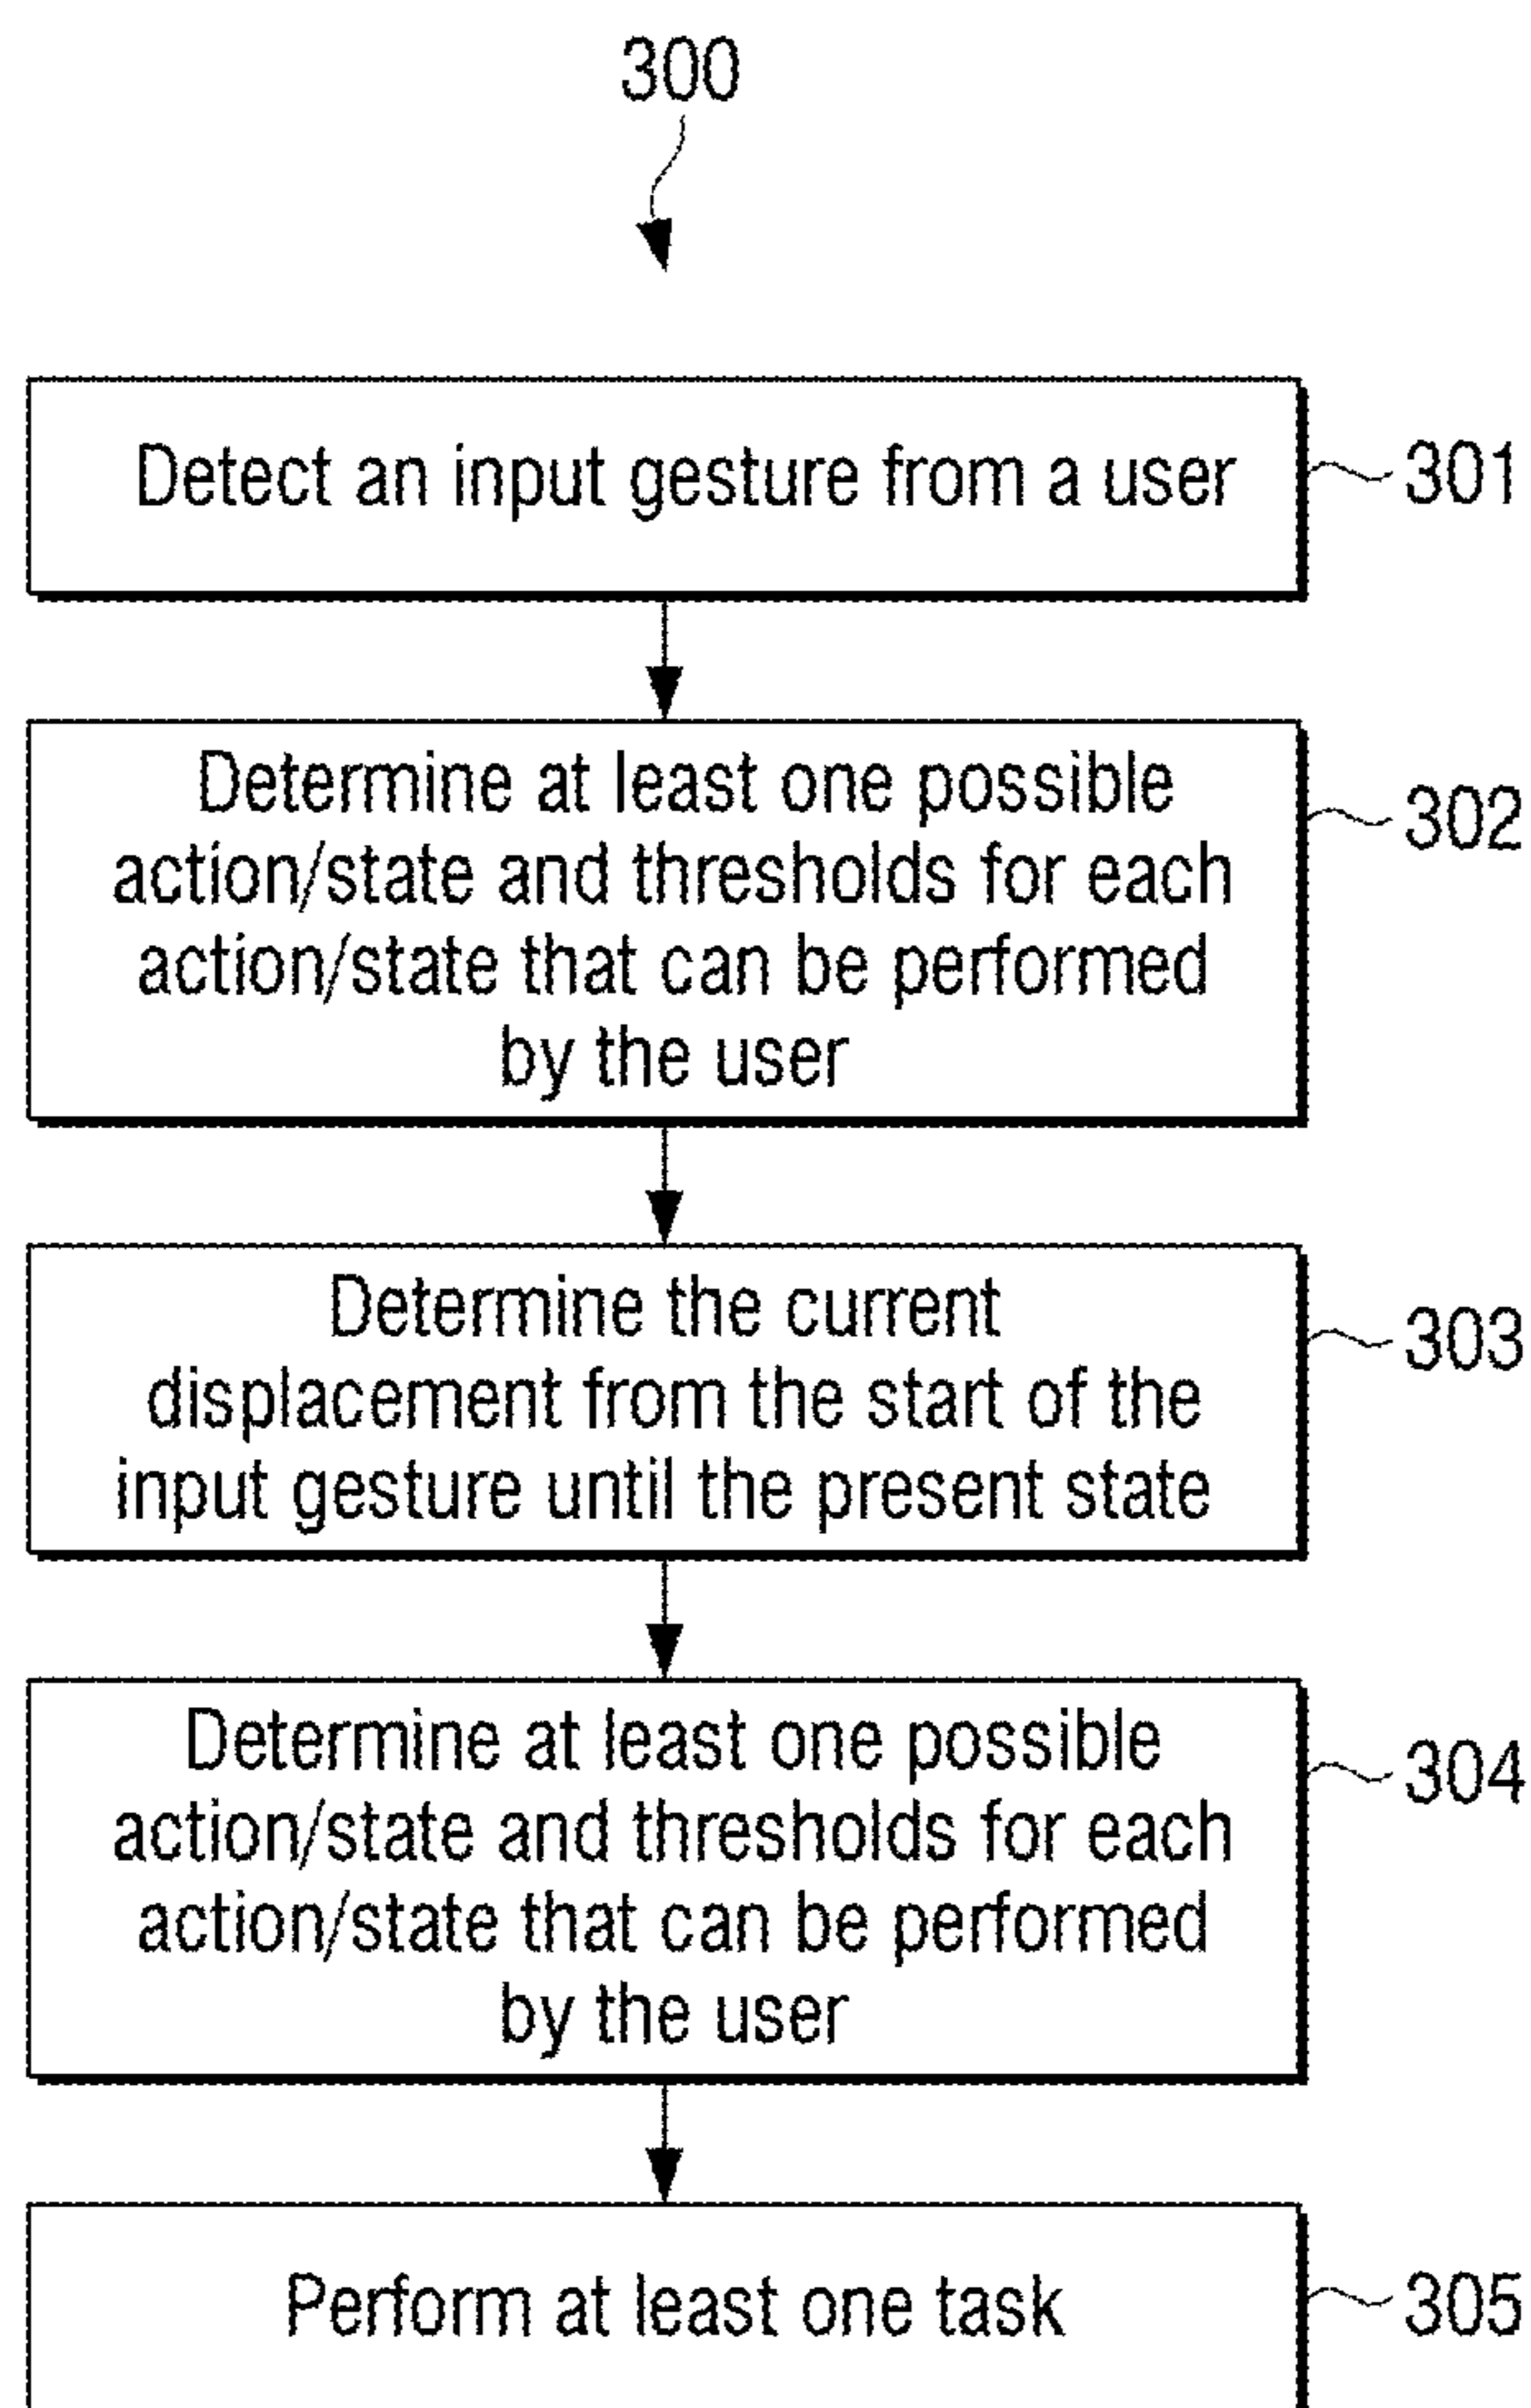 300
Detect an input gesture from a user
301
Determine at least one possible
action/state and thresholds for each
action/state that can be performed
by the user
302
Determine the current
displacement from the start of the
input gesture until the present state
303
Determine at least one possible
action/state and thresholds for each
action/state that can be performed
by the user
304
Perform at least one task
305